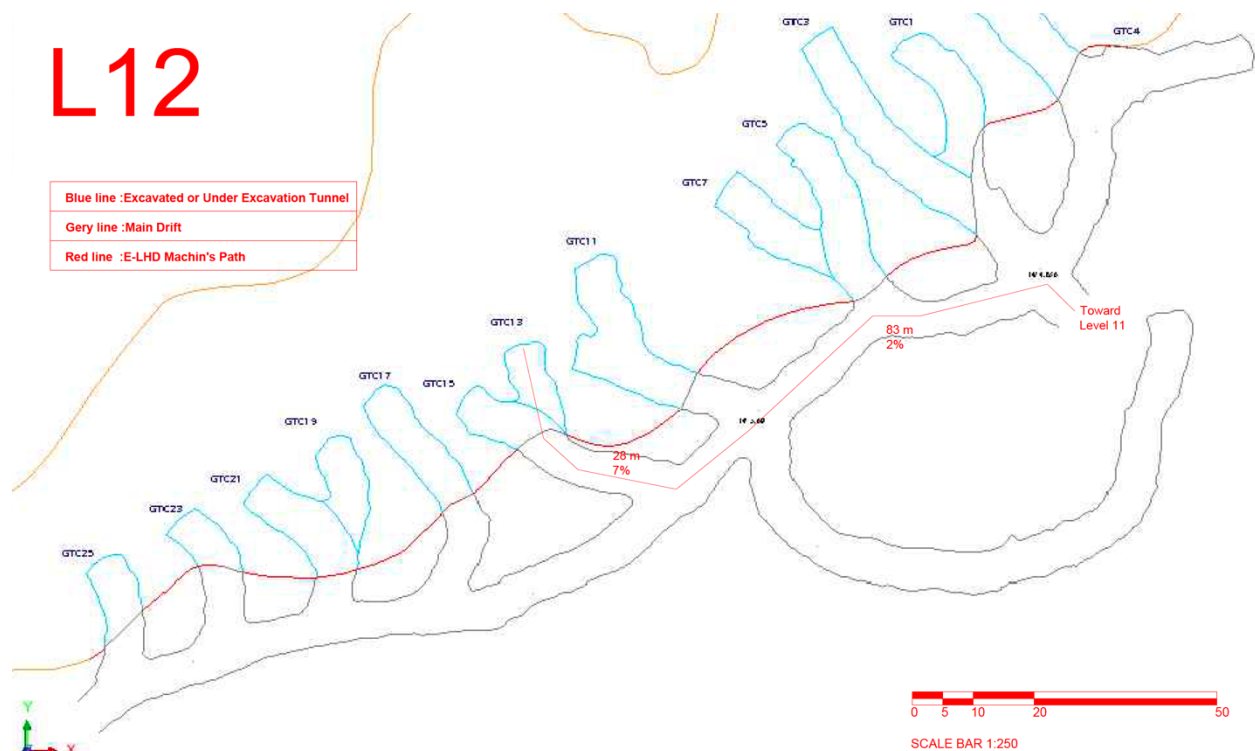 L12
Blue line :Excavated or Under Excavation Tunnel
Gery line :Main Drift
Red line :E-LHD Machin's Path
GTC3
GTC1
GTC4
GTC5
GTC7
GTC11
GTC13
GTC15
GTC17
GTC19
GTC21
GTC23
GTC25
Toward
Level 11
83 m
2%
28 m
7%
Y
X
0 5 10 20 50
SCALE BAR 1:250